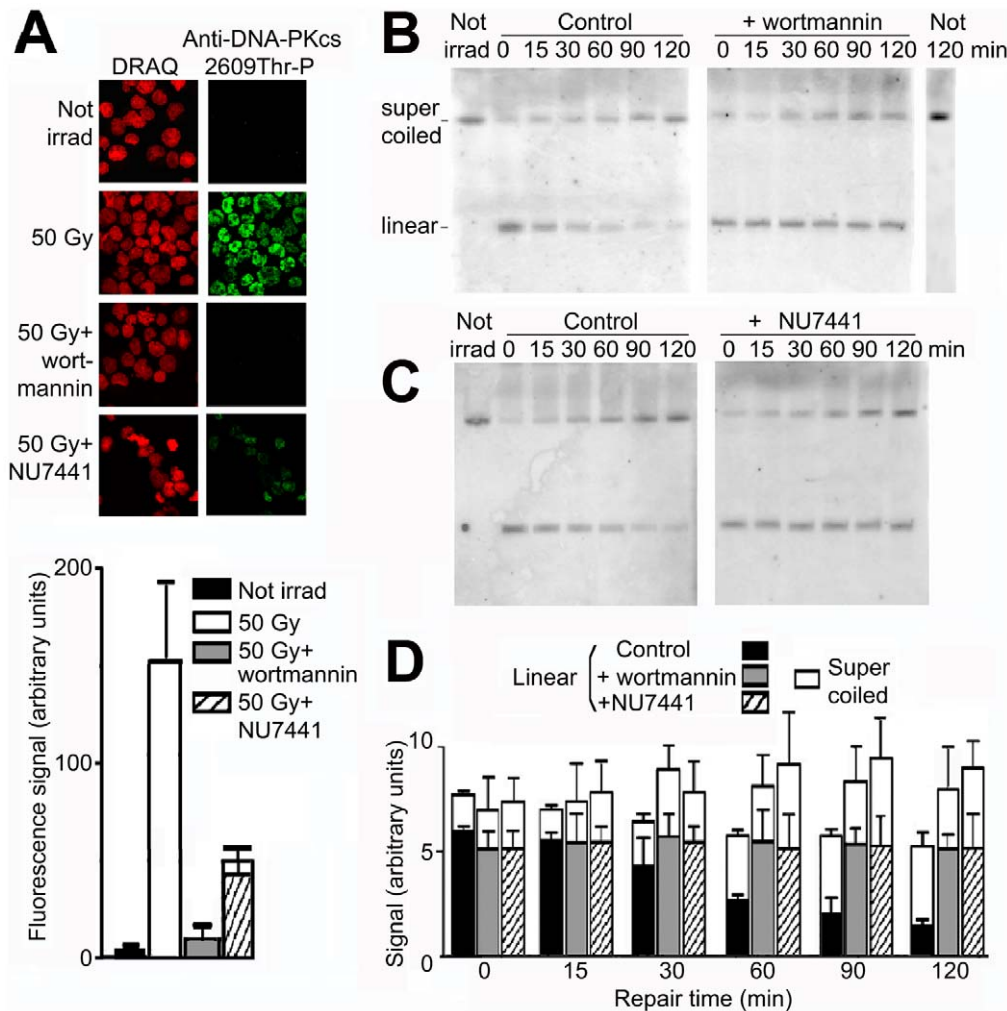 A
DRAQ
Anti-DNA-PKcs
2609Thr-P
Not
irrad
50 Gy
50 Gy+
wort-
mannin
50 Gy+
NU7441
200
100
0
Fluorescence signal (arbitrary units)
Not irrad
50 Gy
50 Gy+
wortmannin
50 Gy+
NU7441
B
Not Control + wortmannin Not
irrad 0 15 30 60 90 120 0 15 30 60 90 120 120 min
super
coiled
linear
C
Not Control + NU7441
irrad 0 15 30 60 90 120 0 15 30 60 90 120 min
D
Linear
Control
+ wortmannin
+NU7441
Super
coiled
10
5
0
Signal (arbitrary units)
0 15 30 60 90 120
Repair time (min)